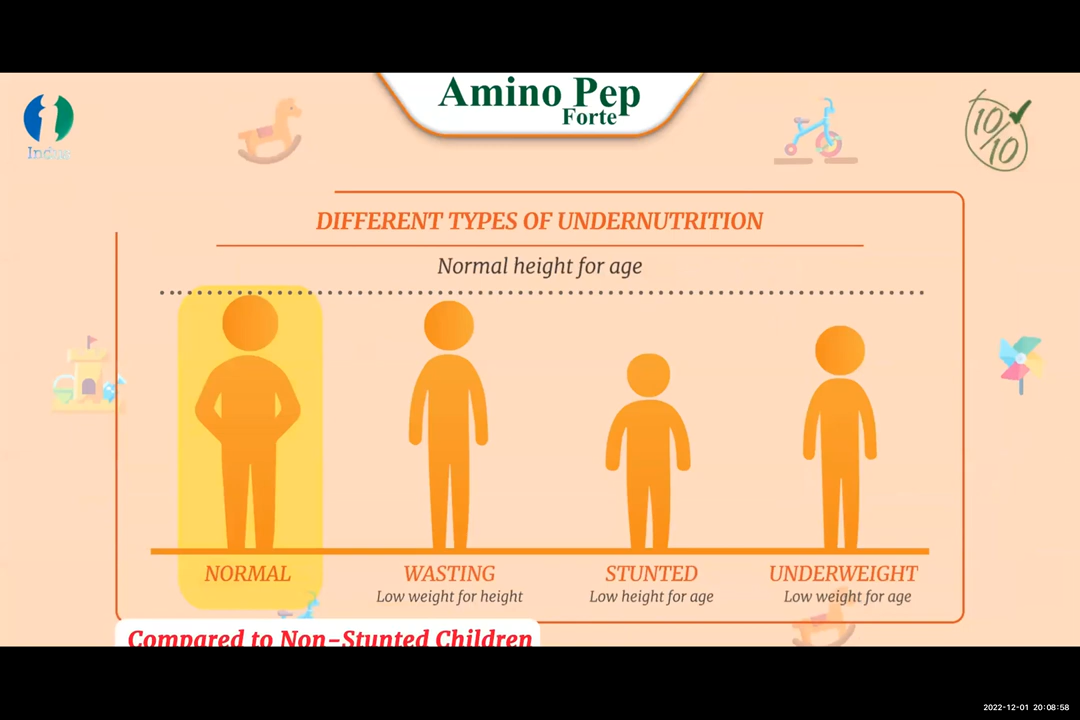 Amino Pep
Forte
10/10
DIFFERENT TYPES OF UNDERNUTRITION
Normal height for age
NORMAL
WASTING
Low weight for height
STUNTED
Low height for age
UNDERWEIGHT
Low weight for age
Compared to Non-Stunted Children
2022-12-01 20:08:58